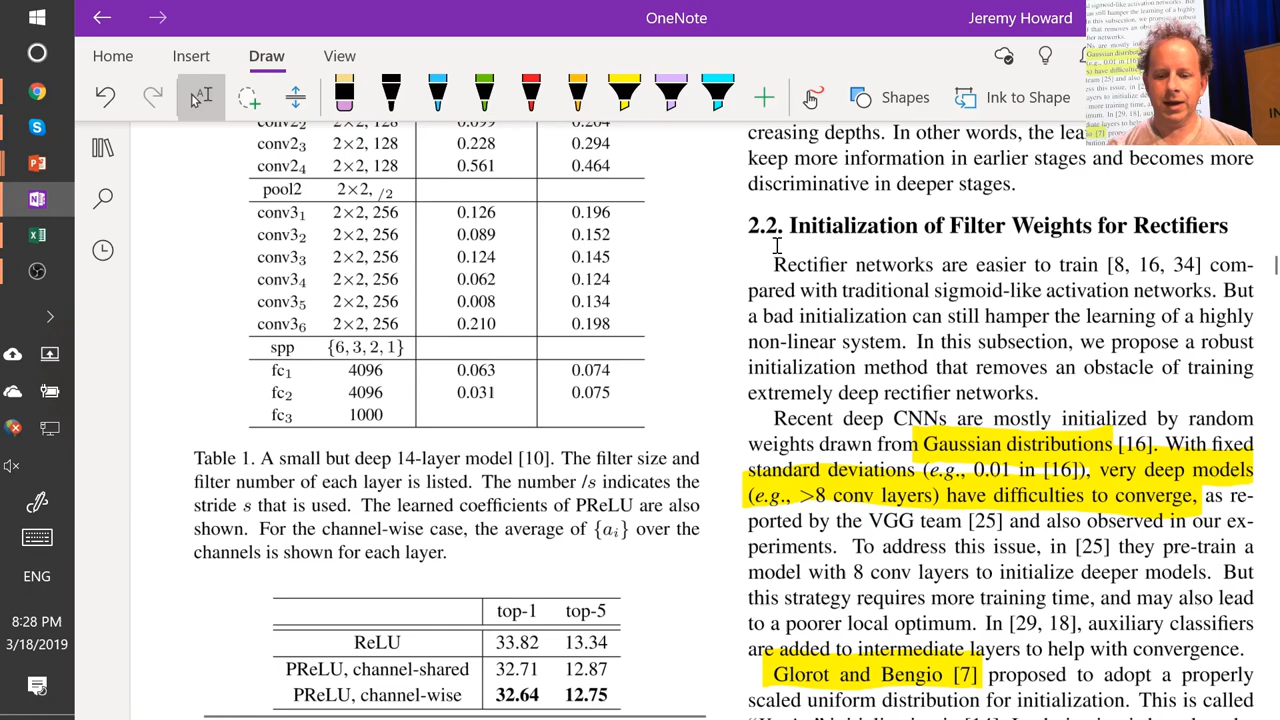 OneNote
Jeremy Howard
Home
Insert
Draw
View
Shapes
Ink to Shape
conv2₂ 2×2, 128 0.099 0.204
conv2₃ 2×2, 128 0.228 0.294
conv2₄ 2×2, 128 0.561 0.464
pool2 2×2, /2
conv3₁ 2×2, 256 0.126 0.196
conv3₂ 2×2, 256 0.089 0.152
conv3₃ 2×2, 256 0.124 0.145
conv3₄ 2×2, 256 0.062 0.124
conv3₅ 2×2, 256 0.008 0.134
conv3₆ 2×2, 256 0.210 0.198
spp {6, 3, 2, 1}
fc₁ 4096 0.063 0.074
fc₂ 4096 0.031 0.075
fc₃ 1000
Table 1. A small but deep 14-layer model [10]. The filter size and
filter number of each layer is listed. The number /s indicates the
stride s that is used. The learned coefficients of PReLU are also
shown. For the channel-wise case, the average of {aᵢ} over the
channels is shown for each layer.
top-1 top-5
ReLU 33.82 13.34
PReLU, channel-shared 32.71 12.87
PReLU, channel-wise 32.64 12.75
creasing depths. In other words, the lea
keep more information in earlier stages and becomes more
discriminative in deeper stages.
2.2. Initialization of Filter Weights for Rectifiers
Rectifier networks are easier to train [8, 16, 34] com-
pared with traditional sigmoid-like activation networks. But
a bad initialization can still hamper the learning of a highly
non-linear system. In this subsection, we propose a robust
initialization method that removes an obstacle of training
extremely deep rectifier networks.
Recent deep CNNs are mostly initialized by random
weights drawn from Gaussian distributions [16]. With fixed
standard deviations (e.g., 0.01 in [16]), very deep models
(e.g., >8 conv layers) have difficulties to converge, as re-
ported by the VGG team [25] and also observed in our ex-
periments. To address this issue, in [25] they pre-train a
model with 8 conv layers to initialize deeper models. But
this strategy requires more training time, and may also lead
to a poorer local optimum. In [29, 18], auxiliary classifiers
are added to intermediate layers to help with convergence.
Glorot and Bengio [7] proposed to adopt a properly
scaled uniform distribution for initialization. This is called
ENG
8:28 PM
3/18/2019